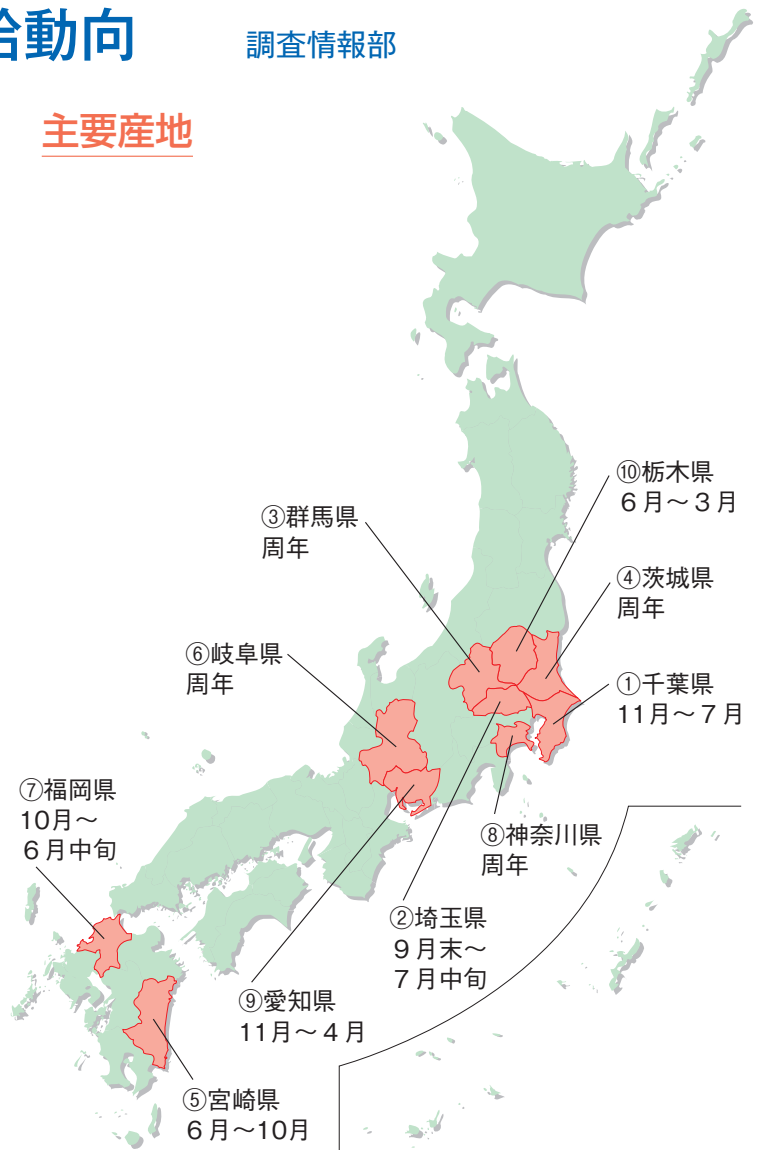 給動向
調査情報部
主要産地
⑩栃木県
6月～3月
③群馬県
周年
④茨城県
周年
⑥岐阜県
周年
①千葉県
11月～7月
⑦福岡県
10月～
6月中旬
⑧神奈川県
周年
②埼玉県
9月末～
7月中旬
⑨愛知県
11月～4月
⑤宮崎県
6月～10月